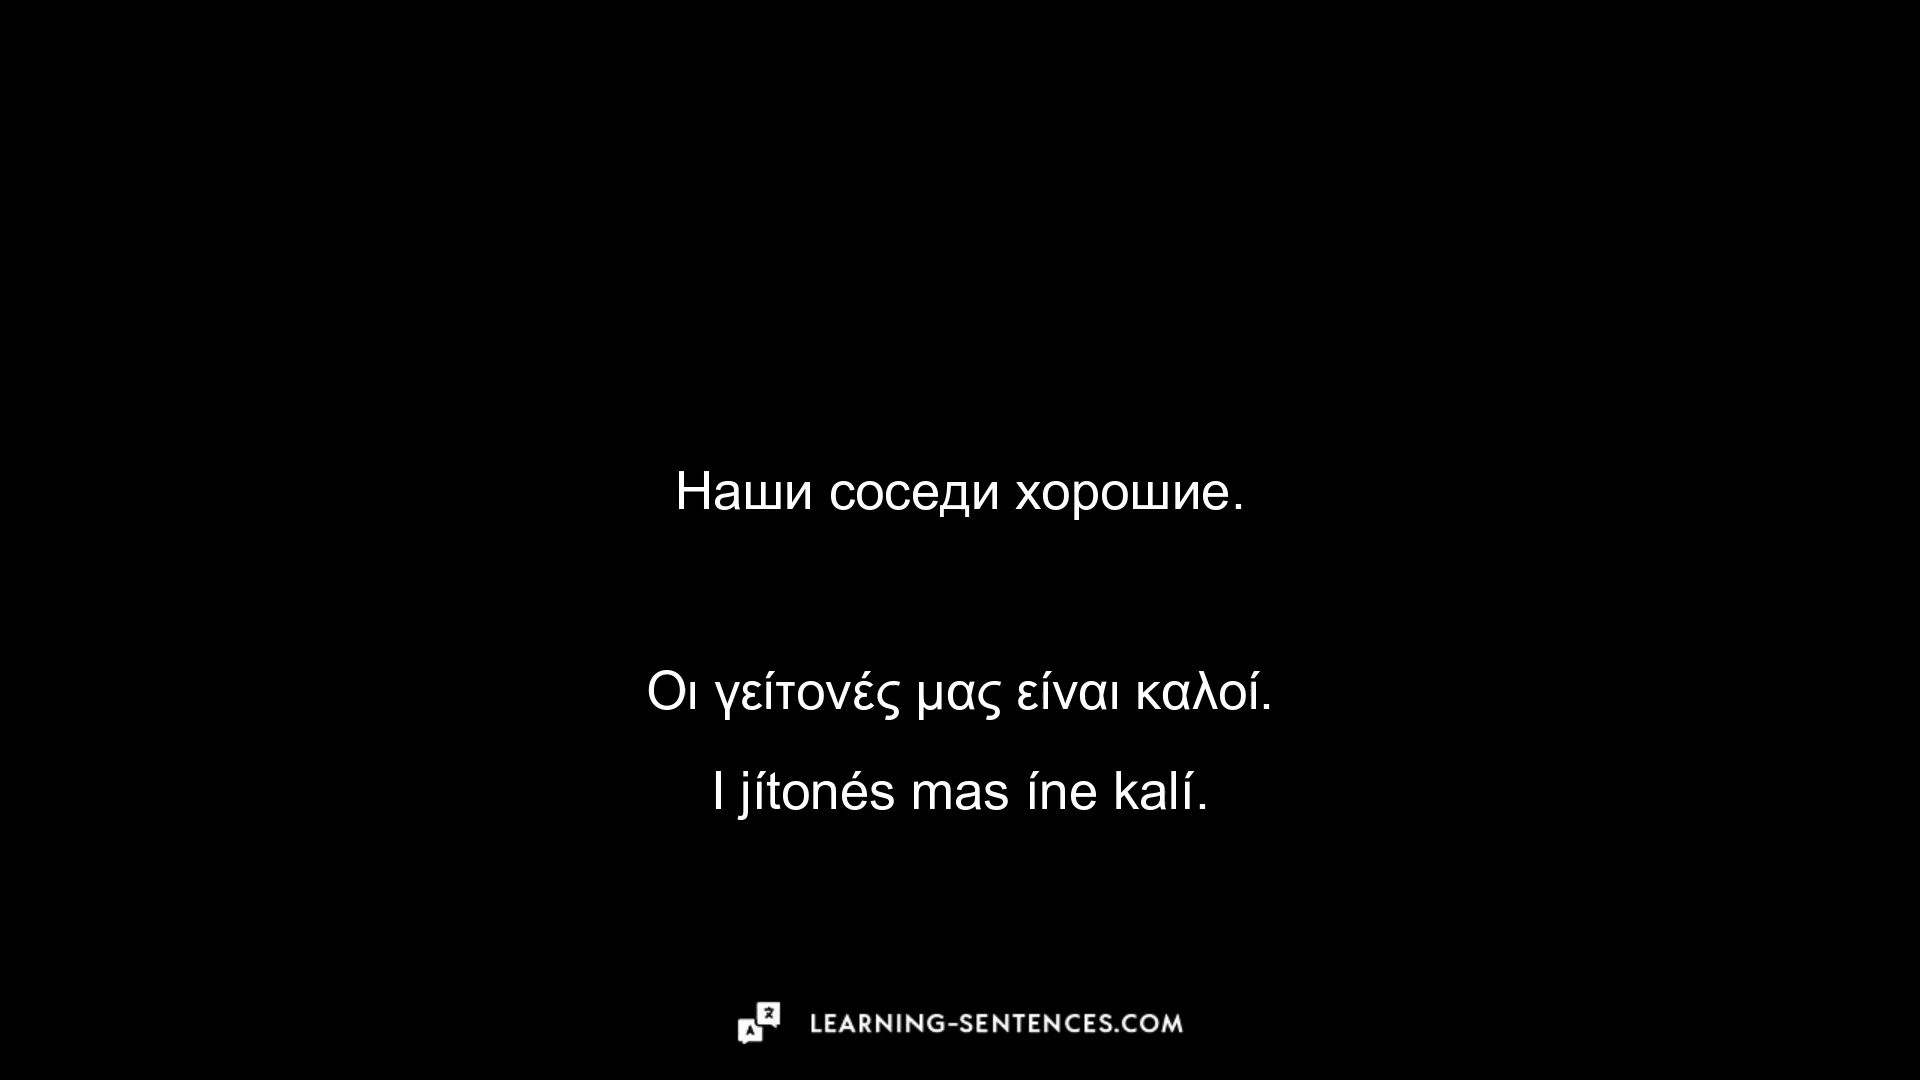 Наши соседи хорошие.
Οι γείτονές μας είναι καλοί.
I jítonés mas íne kalí.
LEARNING-SENTENCES.COM